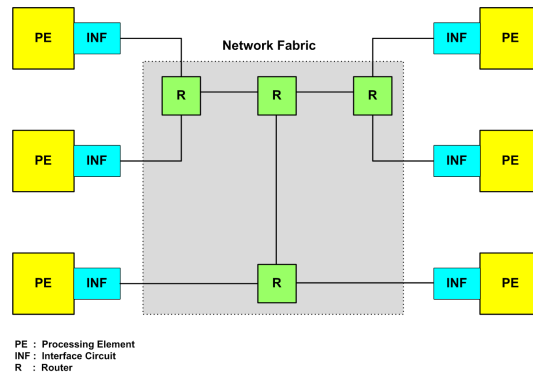 PE INF INF PE
Network Fabric
R R R
PE INF INF PE
PE INF R INF PE
PE : Processing Element
INF : Interface Circuit
R : Router